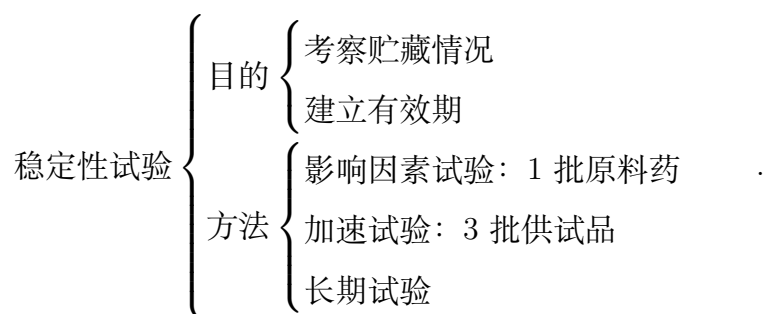 稳定性试验
目的
考察贮藏情况
建立有效期
方法
影响因素试验: 1 批原料药
加速试验: 3 批供试品
长期试验
.